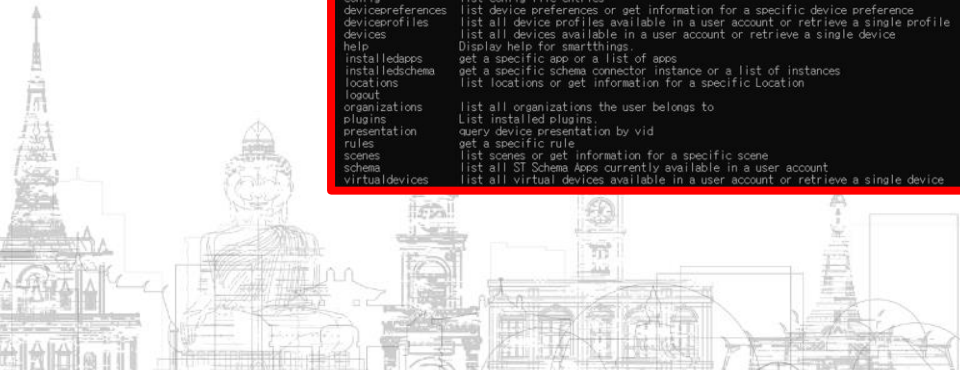 devicepreferences list device preferences or get information for a specific device preference
deviceprofiles list all device profiles available in a user account or retrieve a single profile
devices list all devices available in a user account or retrieve a single device
help Display help for smartthings.
installedapps get a specific app or a list of apps
installedschema get a specific schema connector instance or a list of instances
locations list locations or get information for a specific Location
logout
organizations list all organizations the user belongs to
plugins List installed plugins.
presentation query device presentation by vid
rules get a specific rule
scenes list scenes or get information for a specific scene
schema list all ST Schema Apps currently available in a user account
virtualdevices list all virtual devices available in a user account or retrieve a single device